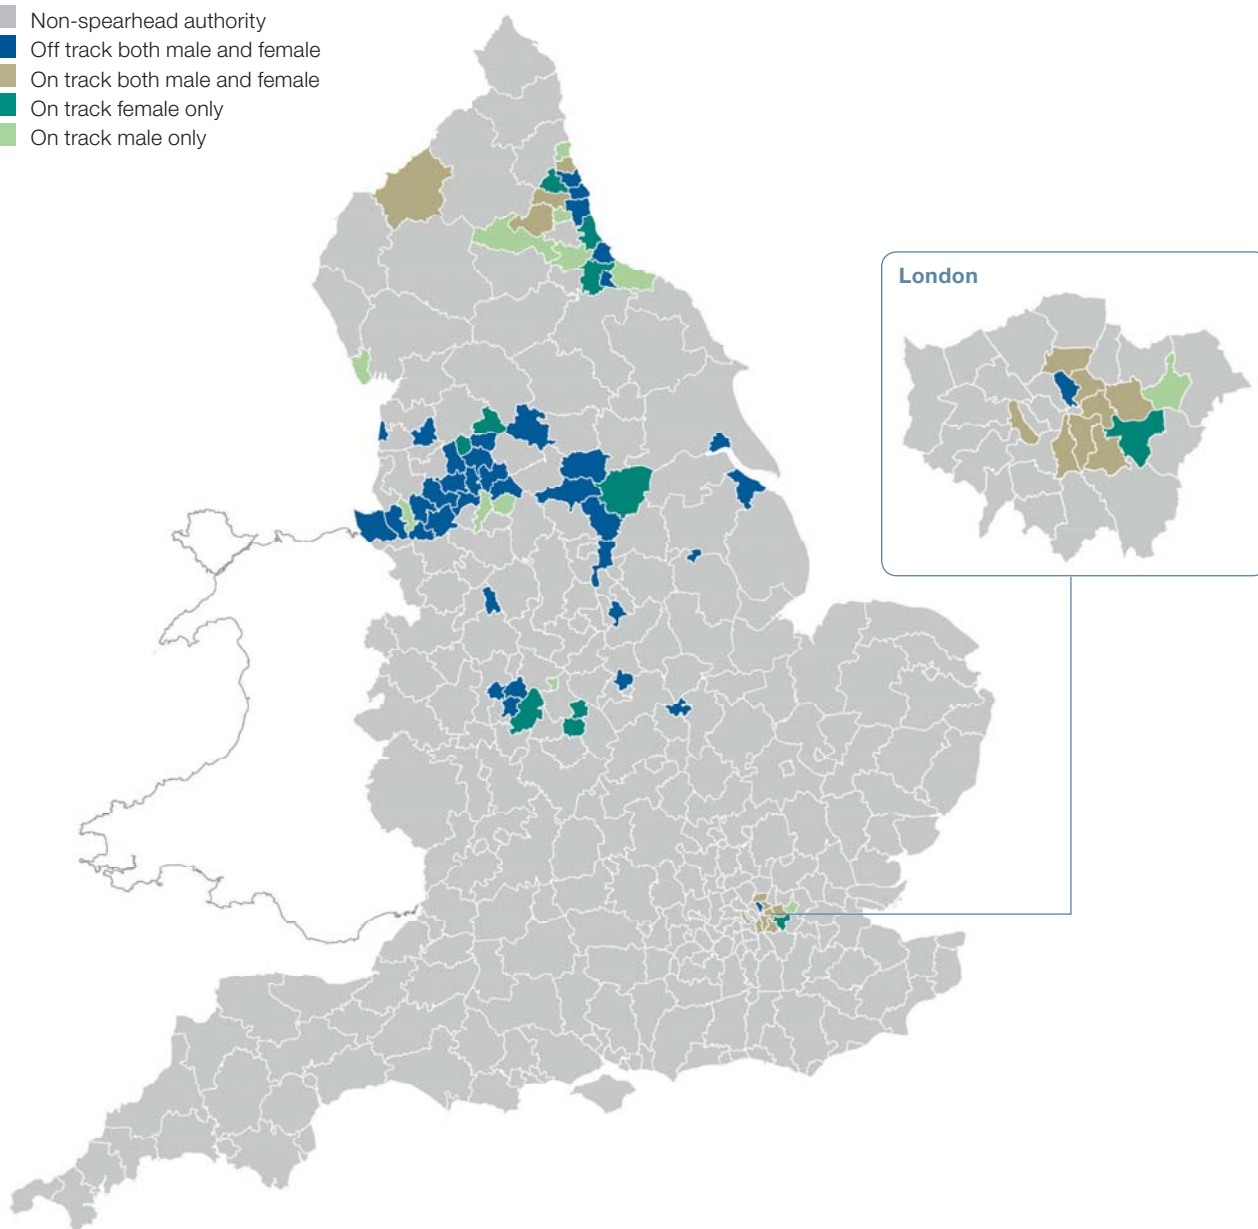 Non-spearhead authority
Off track both male and female
On track both male and female
On track female only
On track male only
London